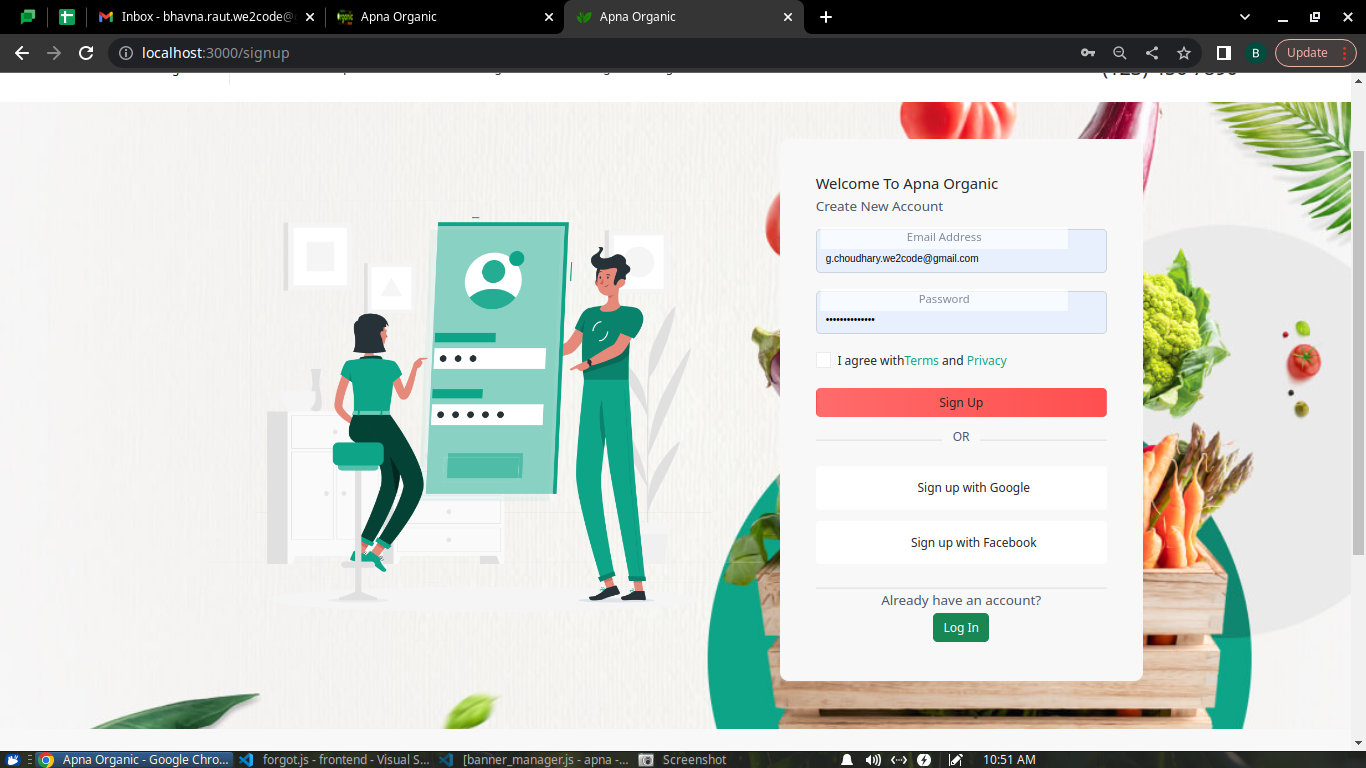 Inbox - bhavna.raut.we2code@
Apna Organic
Apna Organic
localhost:3000/signup
B
Update
Welcome To Apna Organic
Create New Account
Email Address
g.choudhary.we2code@gmail.com
Password
I agree withTerms and Privacy
Sign Up
OR
Sign up with Google
Sign up with Facebook
Already have an account?
Log In
Apna Organic - Google Chro...
forgot.js - frontend - Visual S...
[banner_manager.js - apna -...
Screenshot
10:51 AM